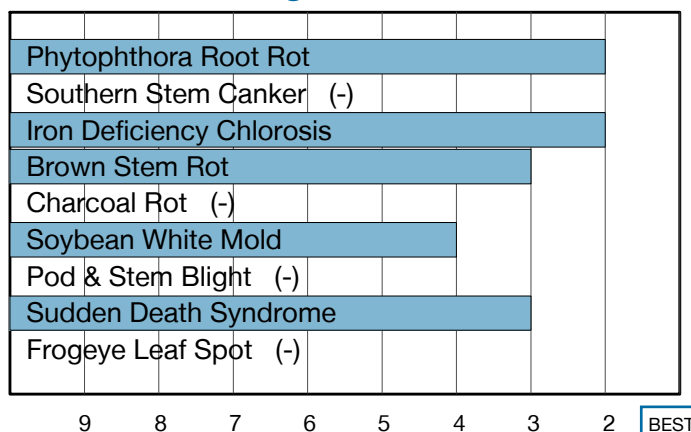 Phytophthora Root Rot
Southern Stem Canker (-)
Iron Deficiency Chlorosis
Brown Stem Rot
Charcoal Rot (-)
Soybean White Mold
Pod & Stem Blight (-)
Sudden Death Syndrome
Frogeye Leaf Spot (-)
9 8 7 6 5 4 3 2 BEST